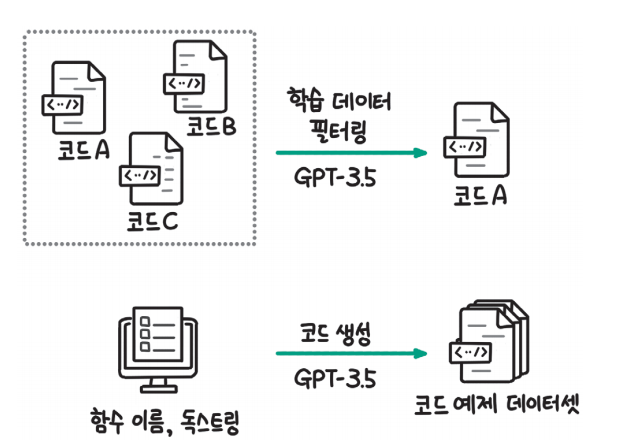 <··/>
코드A
<··/>
코드B
<··/>
코드C
학습 데이터
필터링
GPT-3.5
<··/>
코드A
함수 이름, 독스트링
코드 생성
GPT-3.5
<··/>
코드 예제 데이터셋